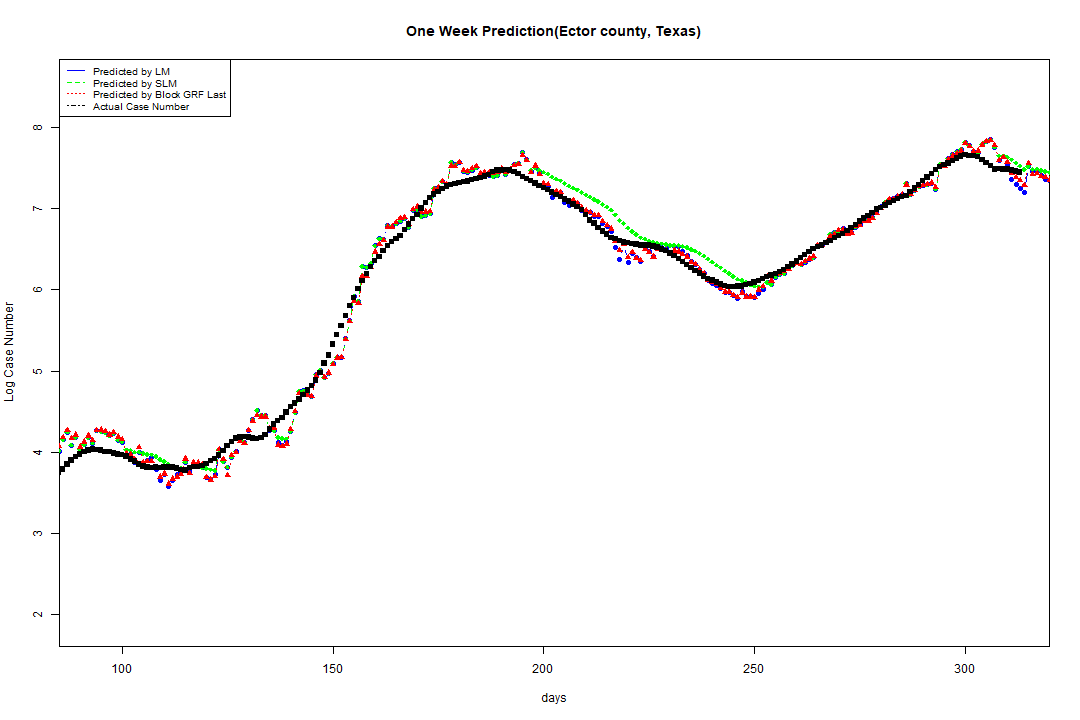 One Week Prediction(Ector county, Texas)
Predicted by LM
Predicted by SLM
Predicted by Block GRF Last
Actual Case Number
Log Case Number
8
7
6
5
4
3
2
100 150 200 250 300
days